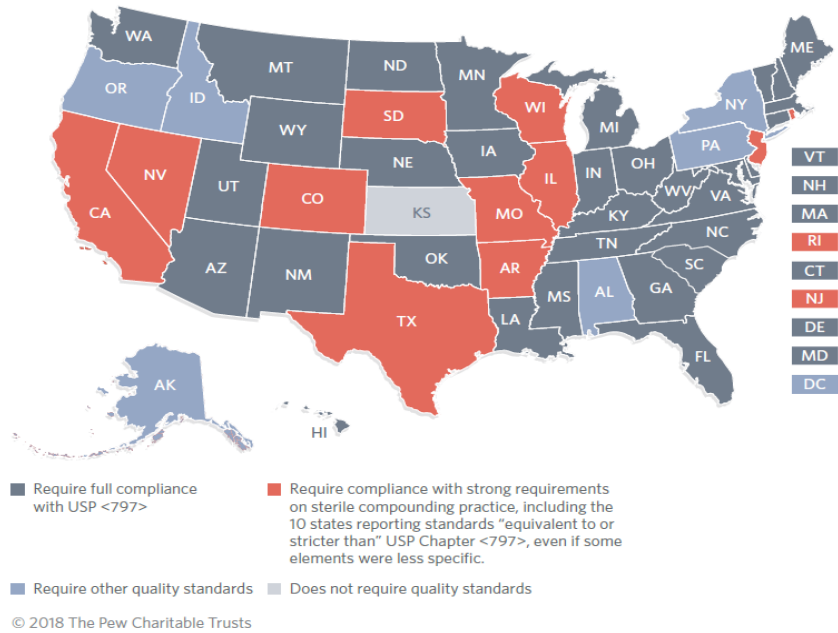 WA
MT
ND
MN
ME
OR
ID
SD
WI
NY
WY
MI
IA
PA
NE
OH
NV
UT
IL
IN
VT
CO
WV
VA
NH
CA
KS
MO
KY
MA
NC
RI
TN
AZ
OK
CT
NM
AR
SC
NJ
MS
AL
GA
DE
TX
LA
MD
FL
DC
AK
HI
Require full compliance
with USP <797>
Require compliance with strong requirements
on sterile compounding practice, including the
10 states reporting standards “equivalent to or
stricter than” USP Chapter <797>, even if some
elements were less specific.
Require other quality standards
Does not require quality standards
© 2018 The Pew Charitable Trusts